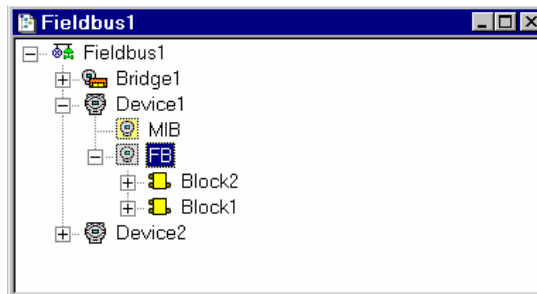 Fieldbus1
Fieldbus1
Bridge1
Device1
MIB
FB
Block2
Block1
Device2